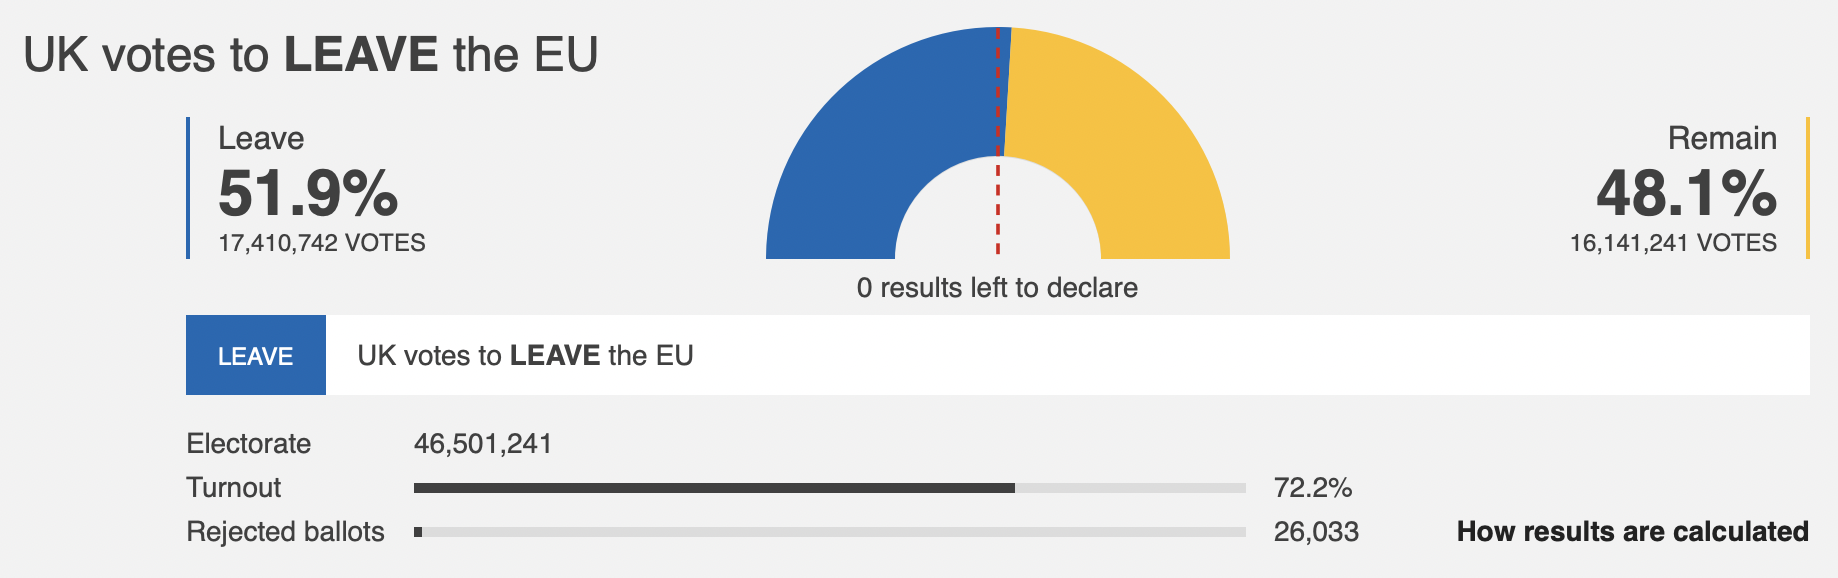 UK votes to LEAVE the EU
Leave
51.9%
17,410,742 VOTES
Remain
48.1%
16,141,241 VOTES
0 results left to declare
LEAVE
UK votes to LEAVE the EU
Electorate 46,501,241
Turnout 72.2%
Rejected ballots 26,033
How results are calculated